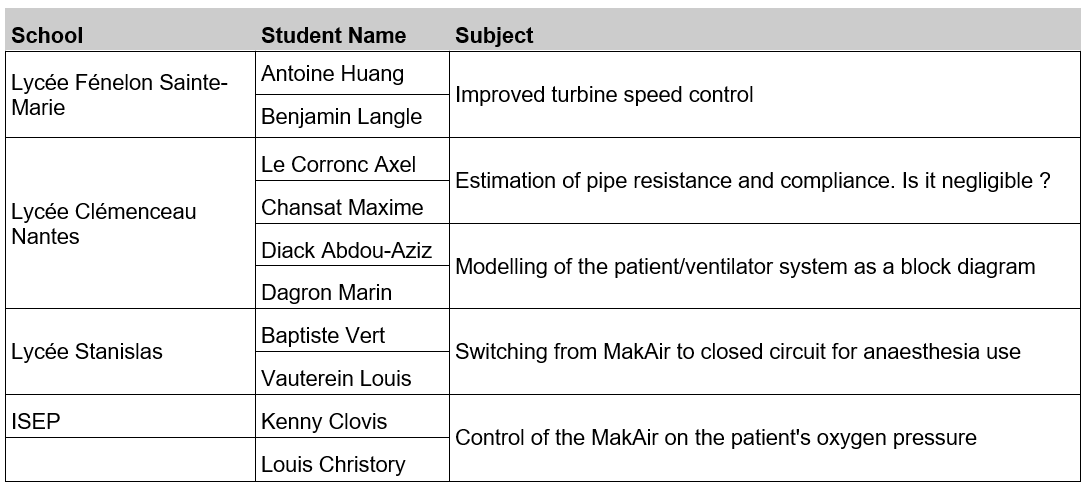 School Student Name Subject
Lycée Fénelon Sainte-
Marie
Antoine Huang
Benjamin Langle
Improved turbine speed control
Lycée Clémenceau
Nantes
Le Corronc Axel
Chansat Maxime
Estimation of pipe resistance and compliance. Is it negligible ?
Diack Abdou-Aziz
Dagron Marin
Modelling of the patient/ventilator system as a block diagram
Lycée Stanislas
Baptiste Vert
Vauterein Louis
Switching from MakAir to closed circuit for anaesthesia use
ISEP
Kenny Clovis
Louis Christory
Control of the MakAir on the patient's oxygen pressure